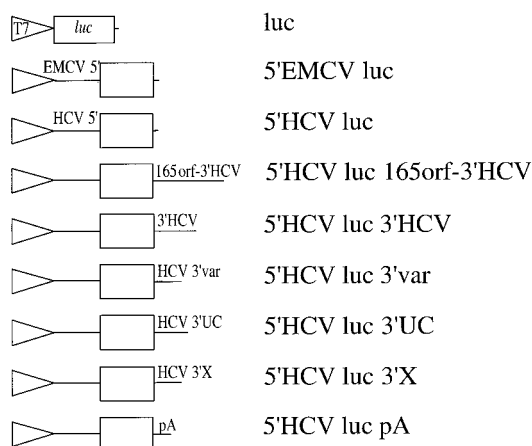 T7 luc luc
EMCV 5' 5'EMCV luc
HCV 5' 5'HCV luc
165orf-3'HCV 5'HCV luc 165orf-3'HCV
3'HCV 5'HCV luc 3'HCV
HCV 3'var 5'HCV luc 3'var
HCV 3'UC 5'HCV luc 3'UC
HCV 3'X 5'HCV luc 3'X
pA 5'HCV luc pA